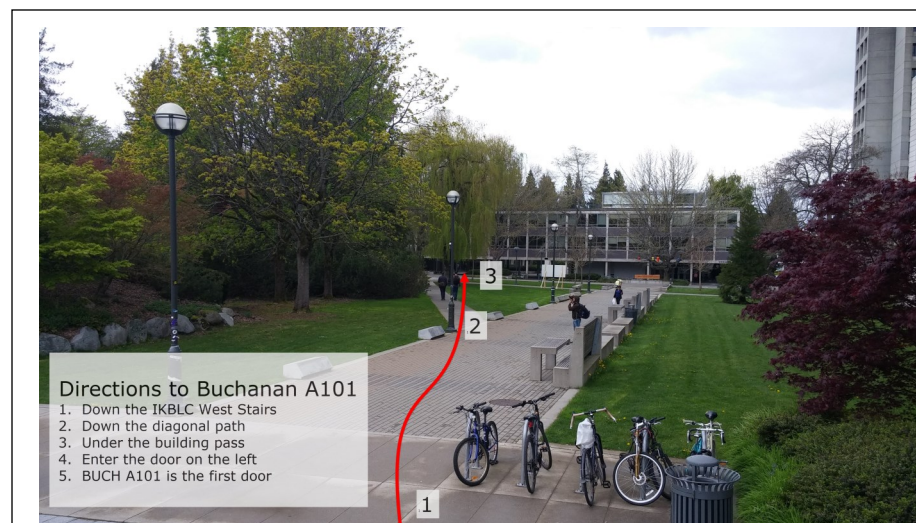 3
2
Directions to Buchanan A101
1. Down the IKBLC West Stairs
2. Down the diagonal path
3. Under the building pass
4. Enter the door on the left
5. BUCH A101 is the first door
1